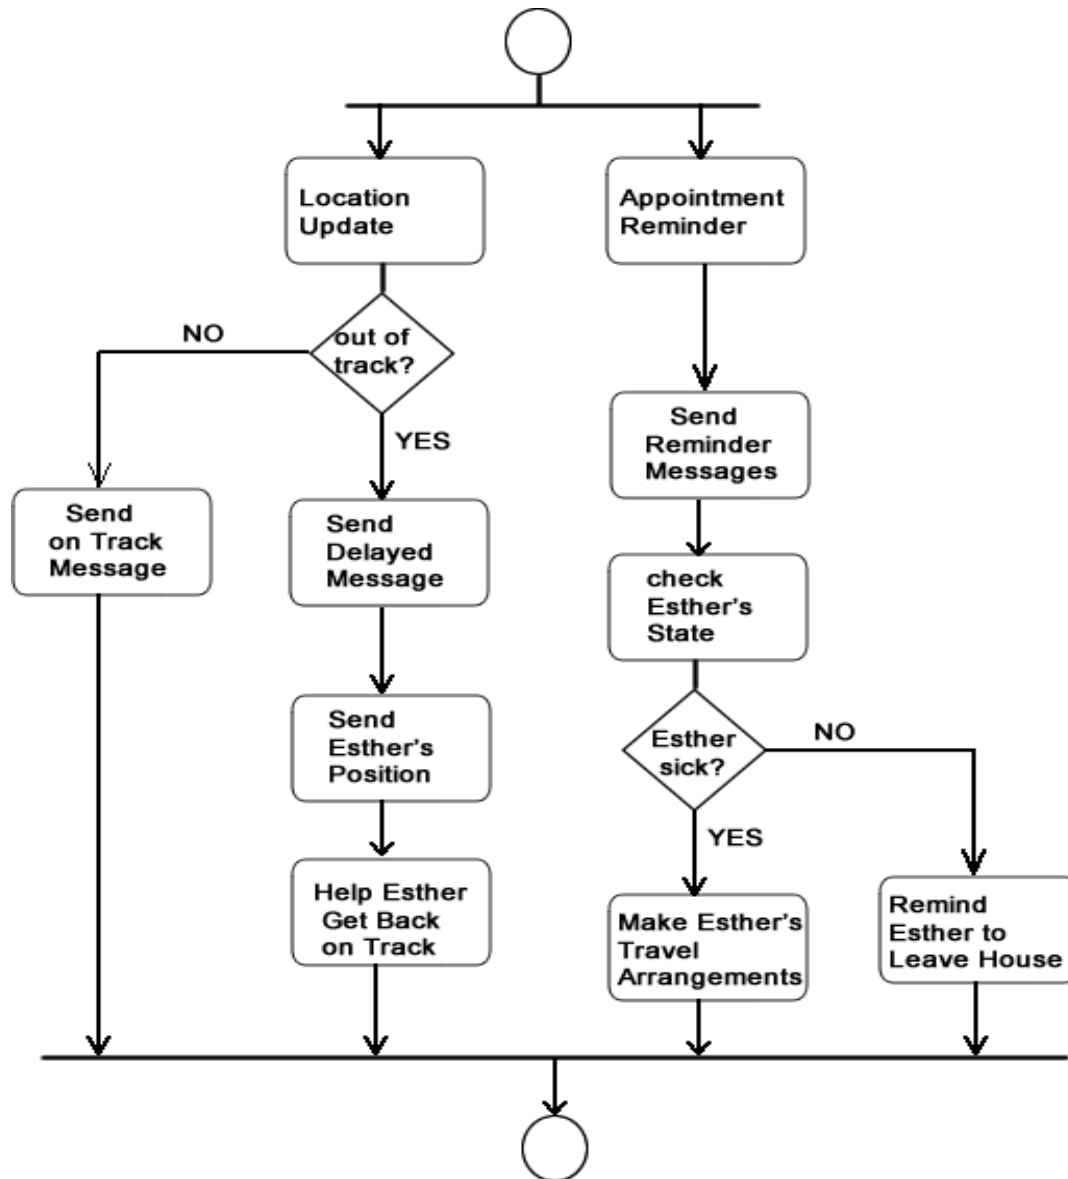 Location
Update
Appointment
Reminder
out of
track?
NO
YES
Send
on Track
Message
Send
Delayed
Message
Send
Esther's
Position
Help Esther
Get Back
on Track
Send
Reminder
Messages
check
Esther's
State
Esther
sick?
NO
YES
Make Esther's
Travel
Arrangements
Remind
Esther to
Leave House